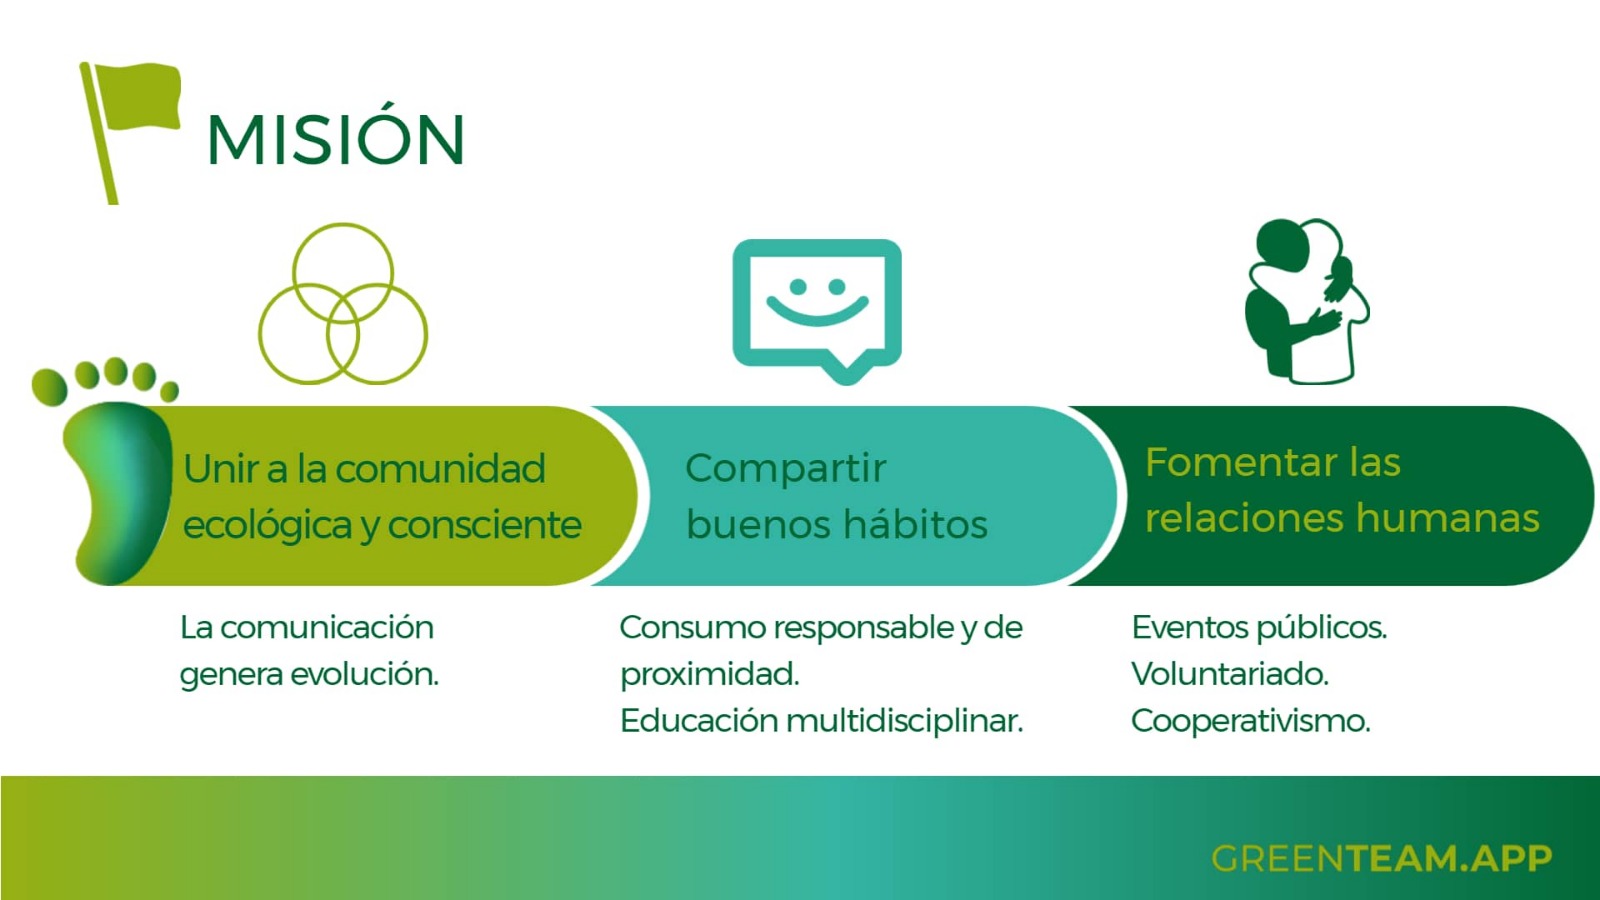 MISIÓN
Unir a la comunidad
ecológica y consciente
Compartir
buenos hábitos
Fomentar las
relaciones humanas
La comunicación
genera evolución.
Consumo responsable y de
proximidad.
Educación multidisciplinar.
Eventos públicos.
Voluntariado.
Cooperativismo.
GREENTEAM.APP